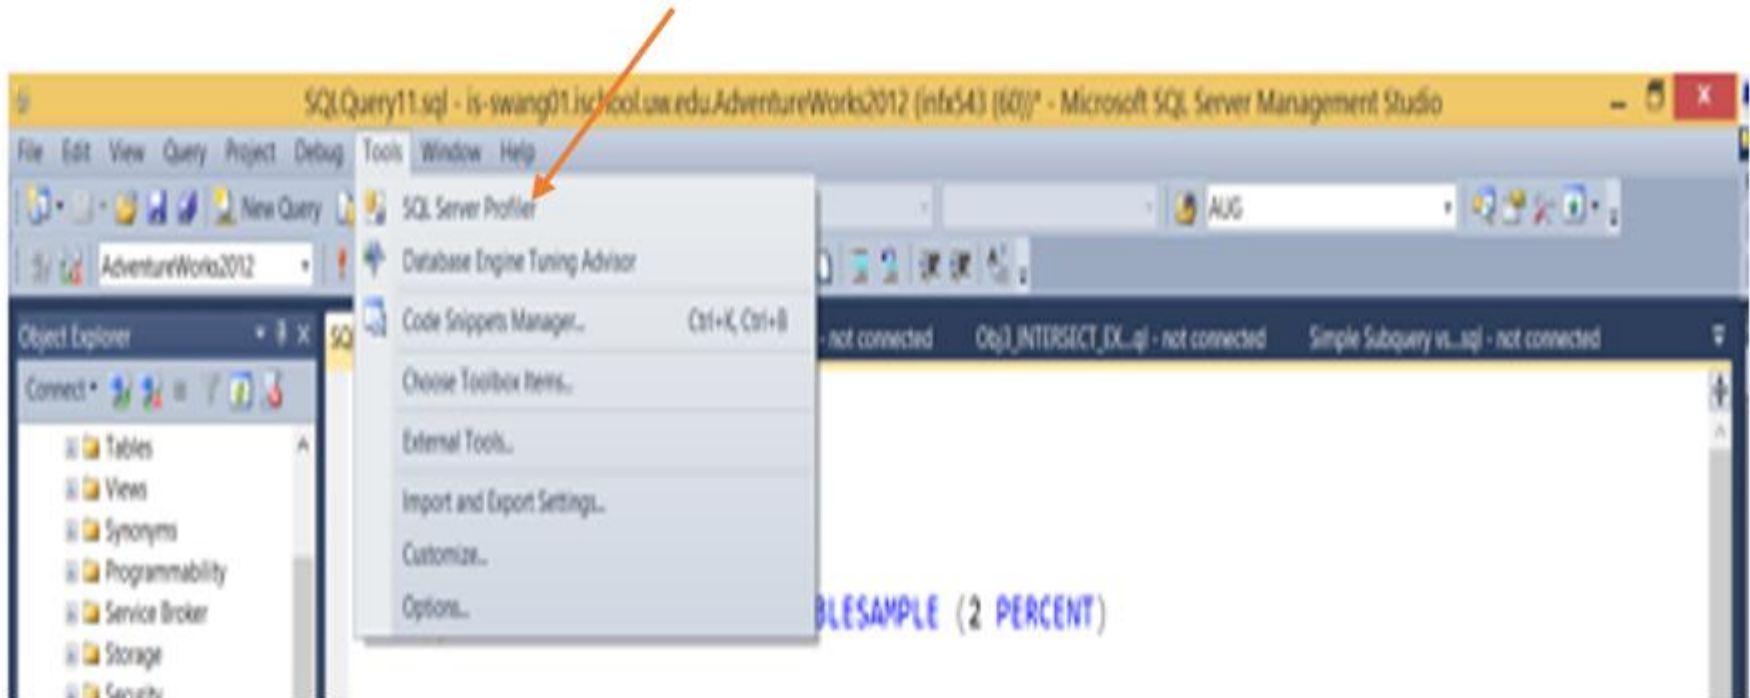 SQLQuery11.sql - is-swang01.ischool.uw.edu.AdventureWorks2012 (infx543 (60))* - Microsoft SQL Server Management Studio
File Edit View Query Project Debug Tools Window Help
New Query
AUG
AdventureWorks2012
SQL Server Profiler
Database Engine Tuning Advisor
Code Snippets Manager... Ctrl+K, Ctrl+B
Choose Toolbox Items...
External Tools...
Import and Export Settings...
Customize...
Options...
Object Explorer
SQ
- not connected
Obj3_INTERSECT_EX...ql - not connected
Simple Subquery vs...sql - not connected
Connect
Tables
Views
Synonyms
Programmability
Service Broker
Storage
Security
BLESAMPLE (2 PERCENT)